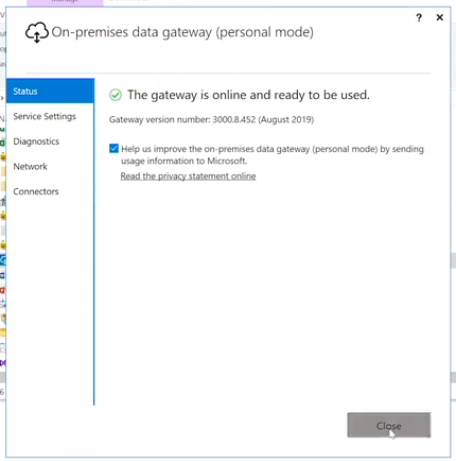 ? ×
On-premises data gateway (personal mode)
Status
Service Settings
Diagnostics
Network
Connectors
The gateway is online and ready to be used.
Gateway version number: 3000.8.452 (August 2019)
Help us improve the on-premises data gateway (personal mode) by sending
usage information to Microsoft.
Read the privacy statement online
Close